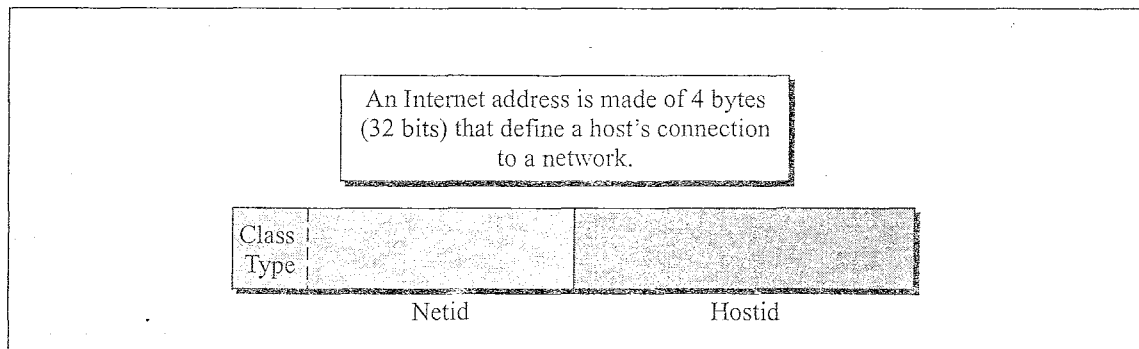 An Internet address is made of 4 bytes
(32 bits) that define a host's connection
to a network.
Class
Type
Netid
Hostid